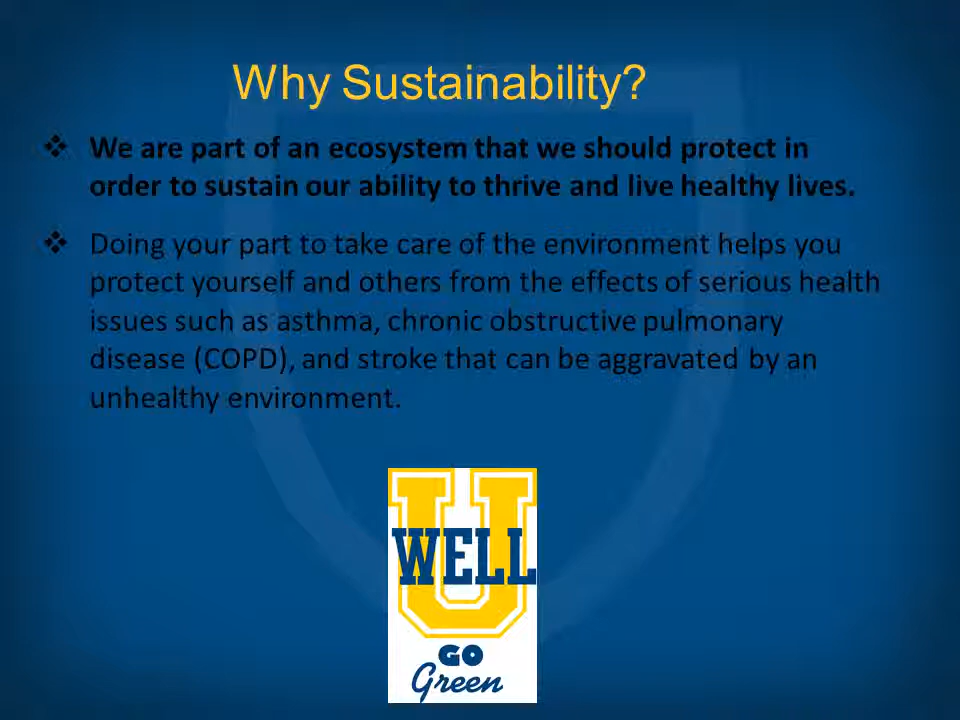 Why Sustainability?
❖ We are part of an ecosystem that we should protect in
order to sustain our ability to thrive and live healthy lives.
❖ Doing your part to take care of the environment helps you
protect yourself and others from the effects of serious health
issues such as asthma, chronic obstructive pulmonary
disease (COPD), and stroke that can be aggravated by an
unhealthy environment.
U
WELL
GO
Green